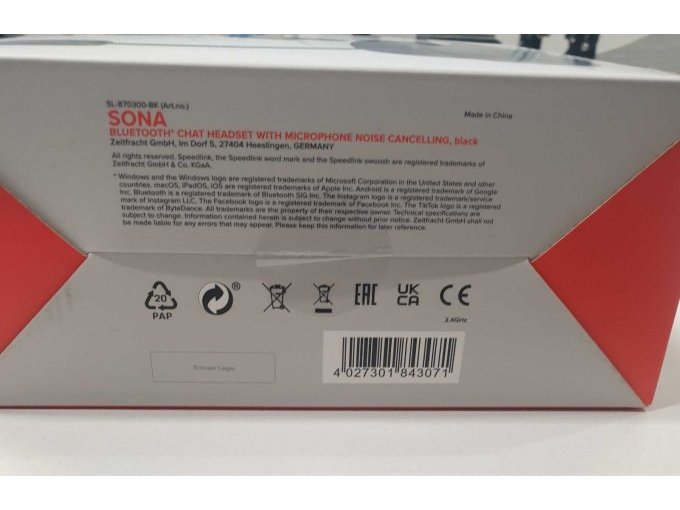 SL-870300-BK (Art.no.)
Made in China
SONA
BLUETOOTH® CHAT HEADSET WITH MICROPHONE NOISE CANCELLING, black
Zeitfracht GmbH, Im Dorf 5, 27404 Heeslingen, GERMANY
All rights reserved. Speedlink, the Speedlink word mark and the Speedlink swoosh are registered trademarks of
Zeitfracht GmbH & Co. KGaA.
* Windows and the Windows logo are registered trademarks of Microsoft Corporation in the United States and other
countries. macOS, iPadOS, iOS are registered trademarks of Apple Inc. Android is a registered trademark of Google
Inc. Bluetooth is a registered trademark of Bluetooth SIG Inc. The Instagram logo is a registered trademark/service
mark of Instagram LLC. The Facebook logo is a registered trademark of Facebook Inc. The TikTok logo is a registered
trademark of ByteDance. All trademarks are the property of their respective owner. Technical specifications are
subject to change. Information contained herein is subject to change without prior notice. Zeitfracht GmbH shall not
be made liable for any errors that may appear. Please keep this information for later reference.
20
PAP
®
EAC
UK
CA
CE
2.4GHz
Triman Logo
4 027301 843071